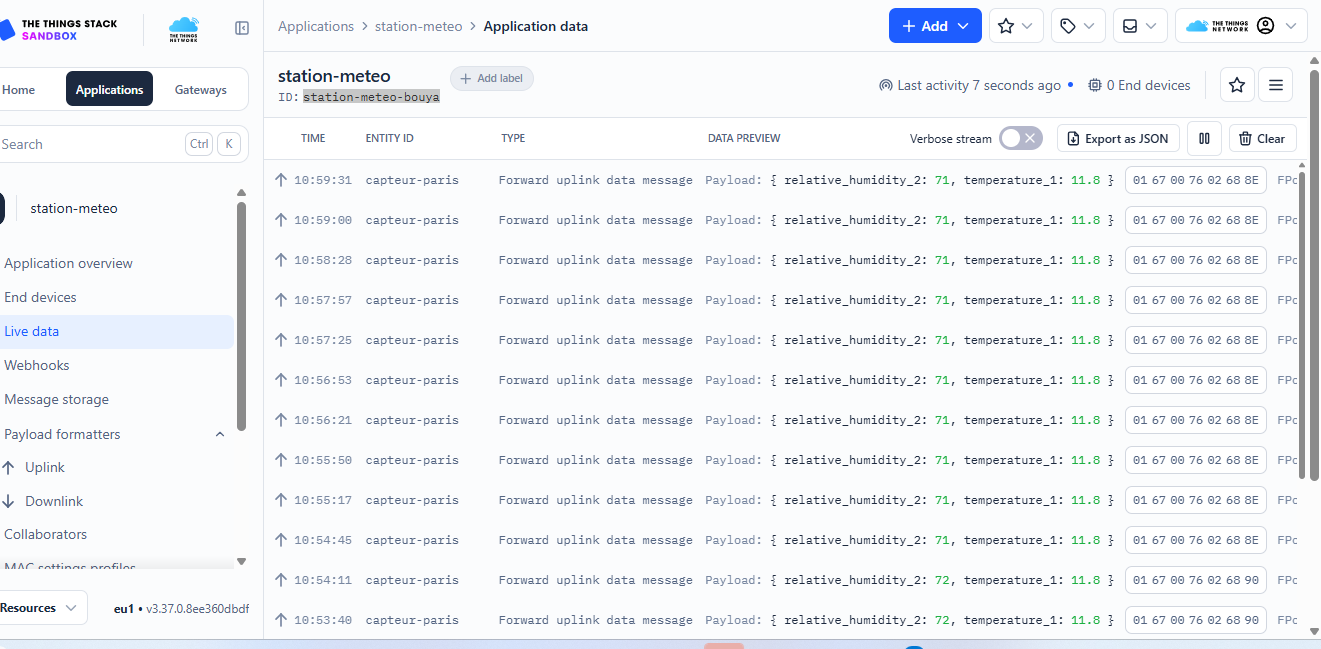 THE THINGS STACK
SANDBOX
THE THINGS
NETWORK
Applications > station-meteo > Application data
+ Add
THE THINGS
NETWORK
Home
Applications
Gateways
Search
Ctrl K
station-meteo
Application overview
End devices
Live data
Webhooks
Message storage
Payload formatters
Uplink
Downlink
Collaborators
MAC settings profiles
Resources
eu1 • v3.37.0.8ee360dbdf
station-meteo
+ Add label
ID: station-meteo-bouya
Last activity 7 seconds ago • 0 End devices
TIME ENTITY ID TYPE DATA PREVIEW
Verbose stream
Export as JSON
Clear
10:59:31 capteur-paris Forward uplink data message Payload: { relative_humidity_2: 71, temperature_1: 11.8 } 01 67 00 76 02 68 8E
10:59:00 capteur-paris Forward uplink data message Payload: { relative_humidity_2: 71, temperature_1: 11.8 } 01 67 00 76 02 68 8E
10:58:28 capteur-paris Forward uplink data message Payload: { relative_humidity_2: 71, temperature_1: 11.8 } 01 67 00 76 02 68 8E
10:57:57 capteur-paris Forward uplink data message Payload: { relative_humidity_2: 71, temperature_1: 11.8 } 01 67 00 76 02 68 8E
10:57:25 capteur-paris Forward uplink data message Payload: { relative_humidity_2: 71, temperature_1: 11.8 } 01 67 00 76 02 68 8E
10:56:53 capteur-paris Forward uplink data message Payload: { relative_humidity_2: 71, temperature_1: 11.8 } 01 67 00 76 02 68 8E
10:56:21 capteur-paris Forward uplink data message Payload: { relative_humidity_2: 71, temperature_1: 11.8 } 01 67 00 76 02 68 8E
10:55:50 capteur-paris Forward uplink data message Payload: { relative_humidity_2: 71, temperature_1: 11.8 } 01 67 00 76 02 68 8E
10:55:17 capteur-paris Forward uplink data message Payload: { relative_humidity_2: 71, temperature_1: 11.8 } 01 67 00 76 02 68 8E
10:54:45 capteur-paris Forward uplink data message Payload: { relative_humidity_2: 71, temperature_1: 11.8 } 01 67 00 76 02 68 8E
10:54:11 capteur-paris Forward uplink data message Payload: { relative_humidity_2: 72, temperature_1: 11.8 } 01 67 00 76 02 68 90
10:53:40 capteur-paris Forward uplink data message Payload: { relative_humidity_2: 72, temperature_1: 11.8 } 01 67 00 76 02 68 90